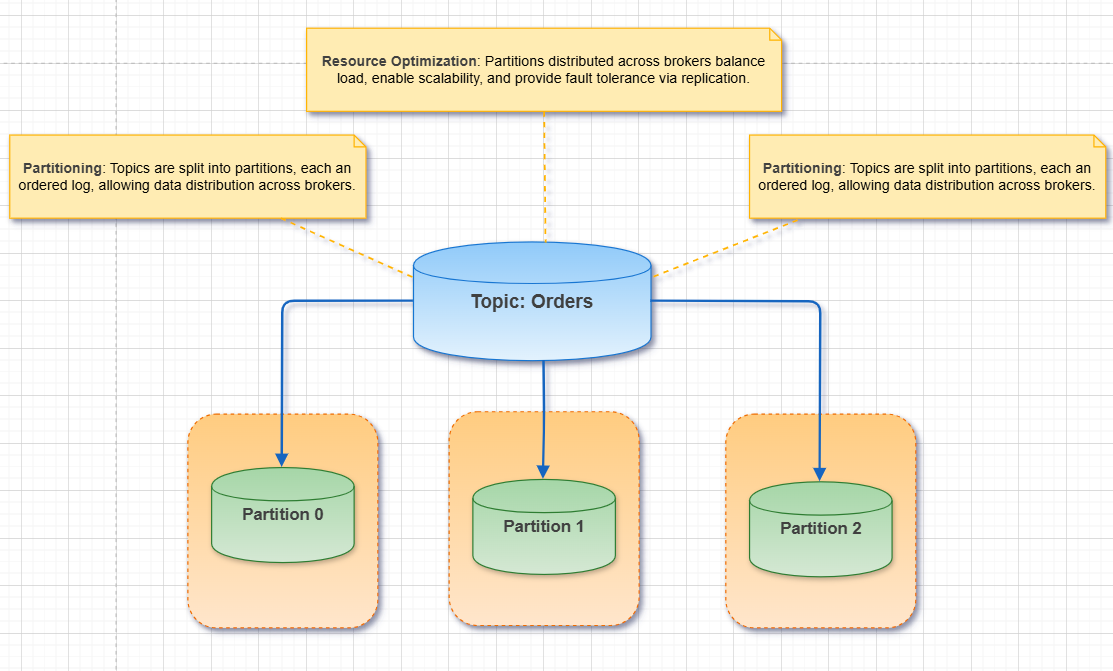 Resource Optimization: Partitions distributed across brokers balance
load, enable scalability, and provide fault tolerance via replication.
Partitioning: Topics are split into partitions, each an
ordered log, allowing data distribution across brokers.
Partitioning: Topics are split into partitions, each an
ordered log, allowing data distribution across brokers.
Topic: Orders
Partition 0
Partition 1
Partition 2